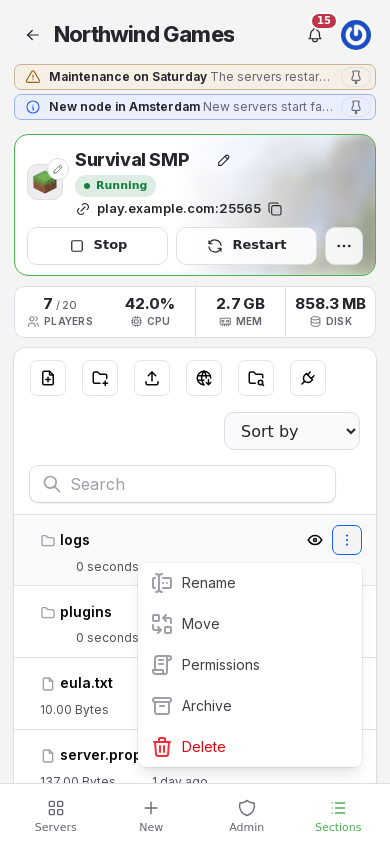 Northwind Games
15
Maintenance on Saturday The servers restar...
New node in Amsterdam New servers start fa...
Survival SMP
Running
play.example.com:25565
Stop
Restart
7 / 20
PLAYERS
42.0%
CPU
2.7 GB
MEM
858.3 MB
DISK
Sort by
Search
logs
0 seconds
Rename
plugins
Move
0 seconds
Permissions
eula.txt
10.00 Bytes
Archive
server.prop
Delete
137.00 Bytes
1 day ago
Servers
New
Admin
Sections